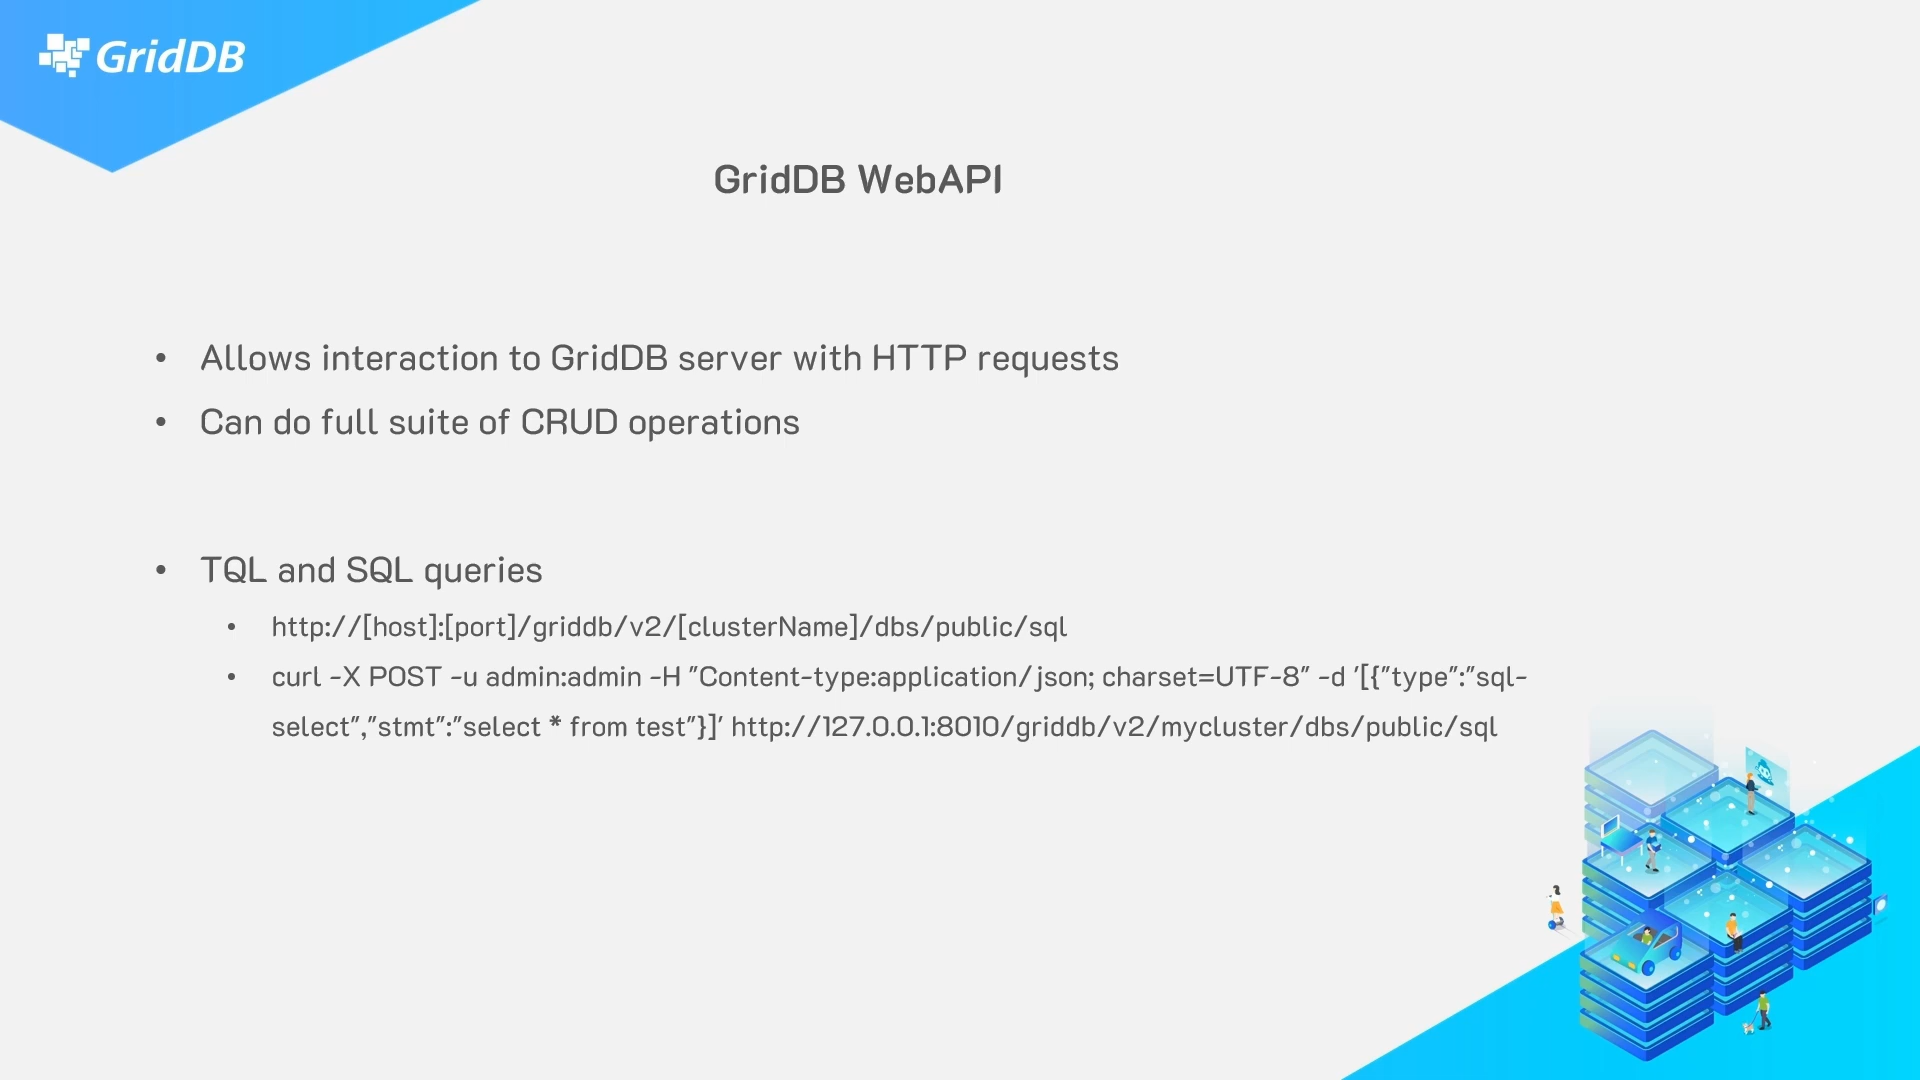 GridDB
GridDB WebAPI
• Allows interaction to GridDB server with HTTP requests
• Can do full suite of CRUD operations
• TQL and SQL queries
• http://[host]:[port]/griddb/v2/[clusterName]/dbs/public/sql
• curl -X POST -u admin:admin -H "Content-type:application/json; charset=UTF-8" -d '[{"type":"sql-
select","stmt":"select * from test"}]' http://127.0.0.1:8010/griddb/v2/mycluster/dbs/public/sql